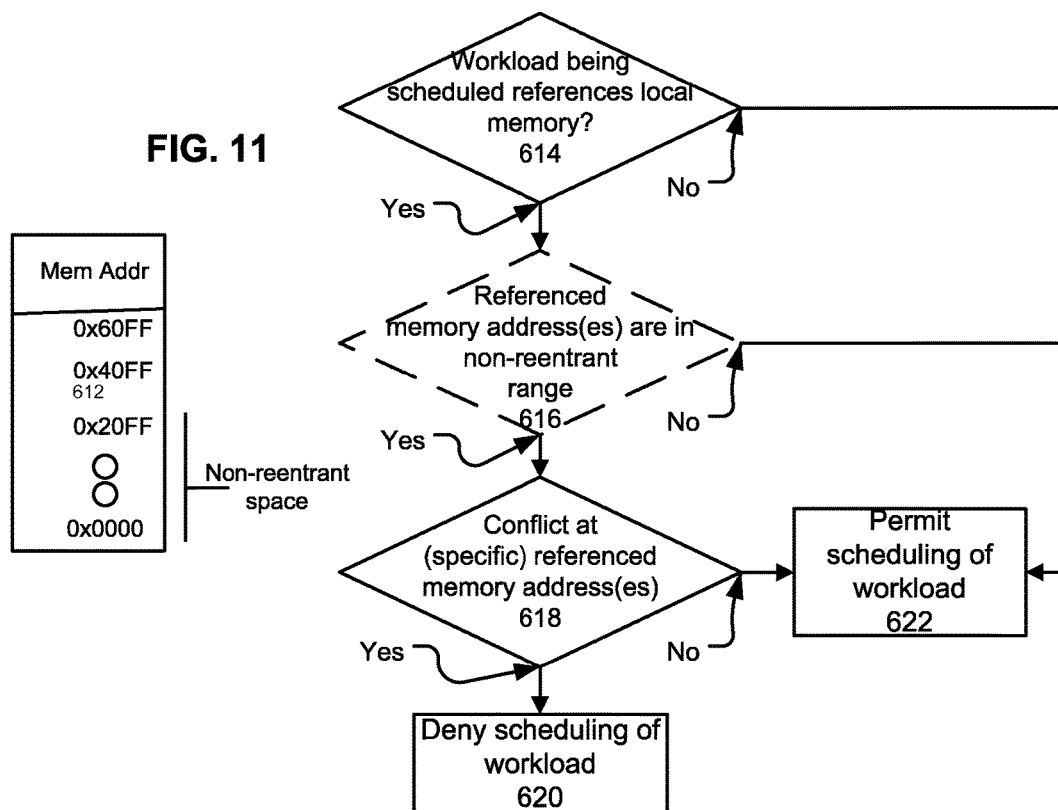 Workload being
scheduled references local
memory?
614
FIG. 11
No
Yes
Mem Addr
0x60FF
0x40FF
612
0x20FF
0x0000
Non-reentrant
space
Referenced
memory address(es) are in
non-reentrant
range
616
No
Yes
Conflict at
(specific) referenced
memory address(es)
618
Permit
scheduling of
workload
622
Yes
No
Deny scheduling of
workload
620